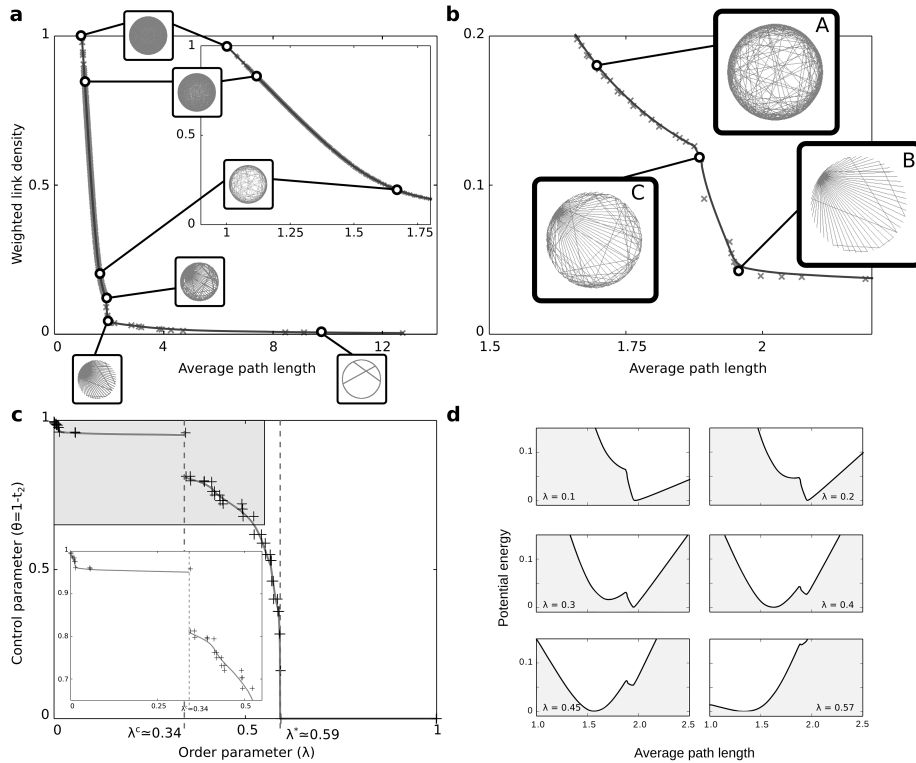 a
1
0.5
0
0 4 8 12
Weighted link density
Average path length
1
0.5
0
1 1.25 1.5 1.75
b
0.2
0.1
0
1.5 1.75 2
Average path length
A
B
C
c
1
0.5
0
0 0.5 1
Control parameter (θ=1-t2)
Order parameter (λ)
λc≃0.34
λ*≃0.59
1
0.9
0.8
0.7
0 0.25 0.5
λc=0.34
d
Potential energy
Average path length
0.1
0
λ = 0.1
λ = 0.2
0.1
0
λ = 0.3
λ = 0.4
0.1
0
λ = 0.45
λ = 0.57
1.0 1.5 2.0 2.5
1.0 1.5 2.0 2.5